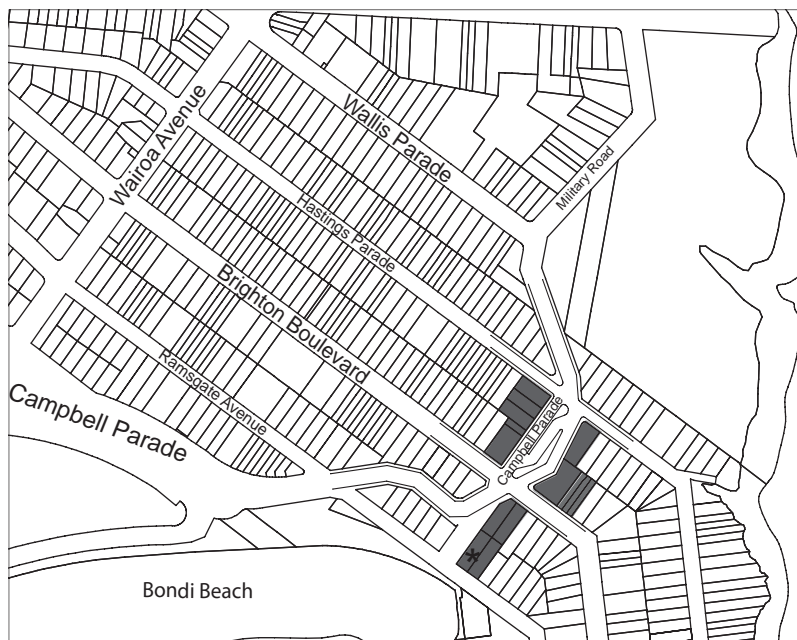 Wallis Parade
Wairoa Avenue
Military Road
Hastings Parade
Brighton Boulevard
Ramsgate Avenue
Campbell Parade
Campbell Parade
*
Bondi Beach